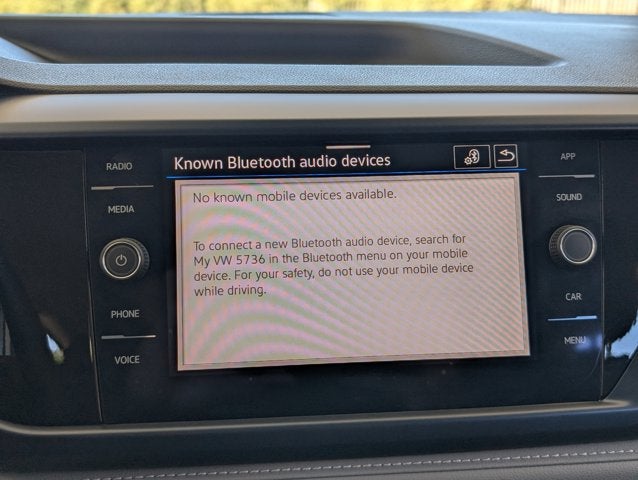 RADIO
MEDIA
PHONE
VOICE
Known Bluetooth audio devices
No known mobile devices available.
To connect a new Bluetooth audio device, search for
My VW 5736 in the Bluetooth menu on your mobile
device. For your safety, do not use your mobile device
while driving.
APP
SOUND
CAR
MENU